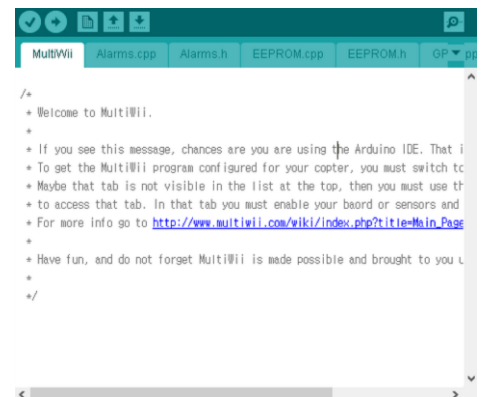 MultiWii Alarms.cpp Alarms.h EEPROM.cpp EEPROM.h GP pp
/*
* Welcome to MultiWii.
*
* If you see this message, chances are you are using the Arduino IDE. That i
* To get the MultiWii program configured for your copter, you must switch to
* Maybe that tab is not visible in the list at the top, then you must use th
* to access that tab. In that tab you must enable your baord or sensors and
* For more info go to http://www.multiwii.com/wiki/index.php?title=Main_Page
*
* Have fun, and do not forget MultiWii is made possible and brought to you u
*
*/